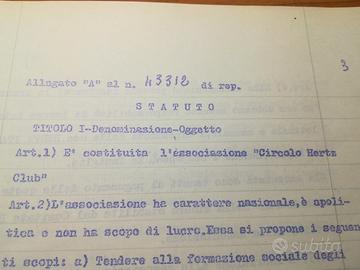 3
Allegato "A" al n. 43312 di rep.
S T A T U T O
TITOLO I-Denominazione-Oggetto
Art.1) E' costituita l'associazione "Circolo Hertz
Club"
Art.2)L'associazione ha carattere nazionale,è apoli-
tica e non ha scopo di lucro.Essa si propone i seguen
ti scopi: a) Tendere alla formazione sociale degli
subito